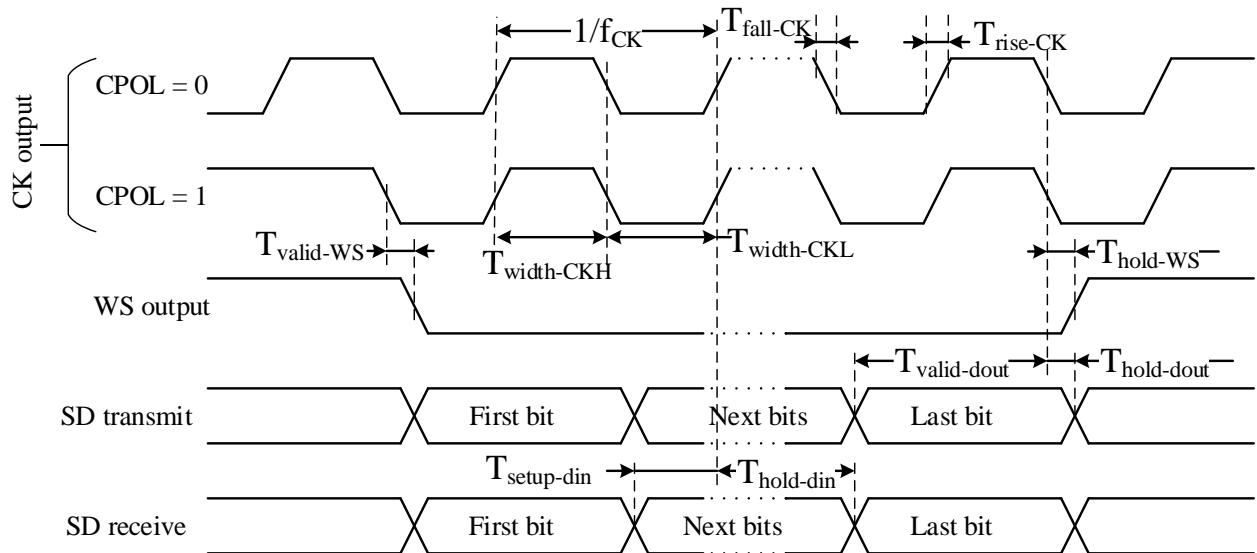 1/fCK
Tfall-CK
Trise-CK
CK output
CPOL = 0
CPOL = 1
Tvalid-WS
Twidth-CKH
Twidth-CKL
Thold-WS
WS output
Tvalid-dout
Thold-dout
SD transmit
First bit
Next bits
Last bit
Tsetup-din
Thold-din
SD receive
First bit
Next bits
Last bit